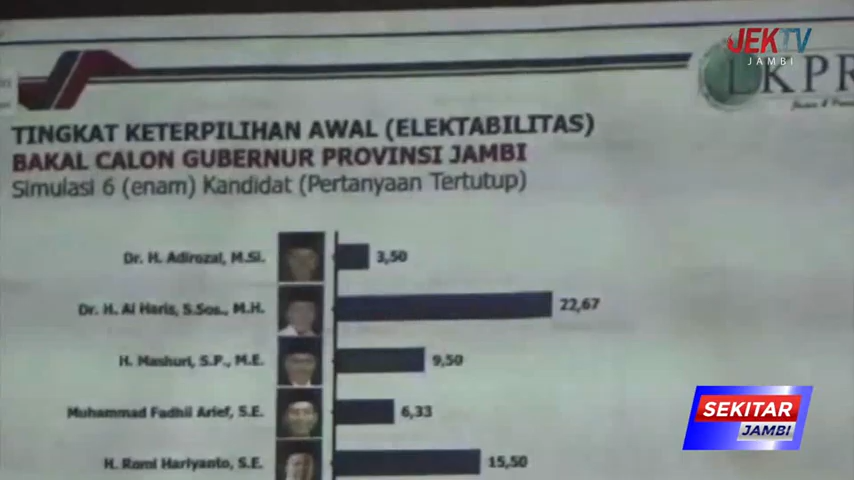 JEKTV
JAMBI
LKPR
TINGKAT KETERPILIHAN AWAL (ELEKTABILITAS)
BAKAL CALON GUBERNUR PROVINSI JAMBI
Simulasi 6 (enam) Kandidat (Pertanyaan Tertutup)
Dr. H. Adirozal, M.Si. 3,50
Dr. H. Al Haris, S.Sos., M.H. 22,67
H. Mashuri, S.P., M.E. 9,50
Muhammad Fadhil Arief, S.E. 6,33
H. Romi Hariyanto, S.E. 15,50
SEKITAR
JAMBI